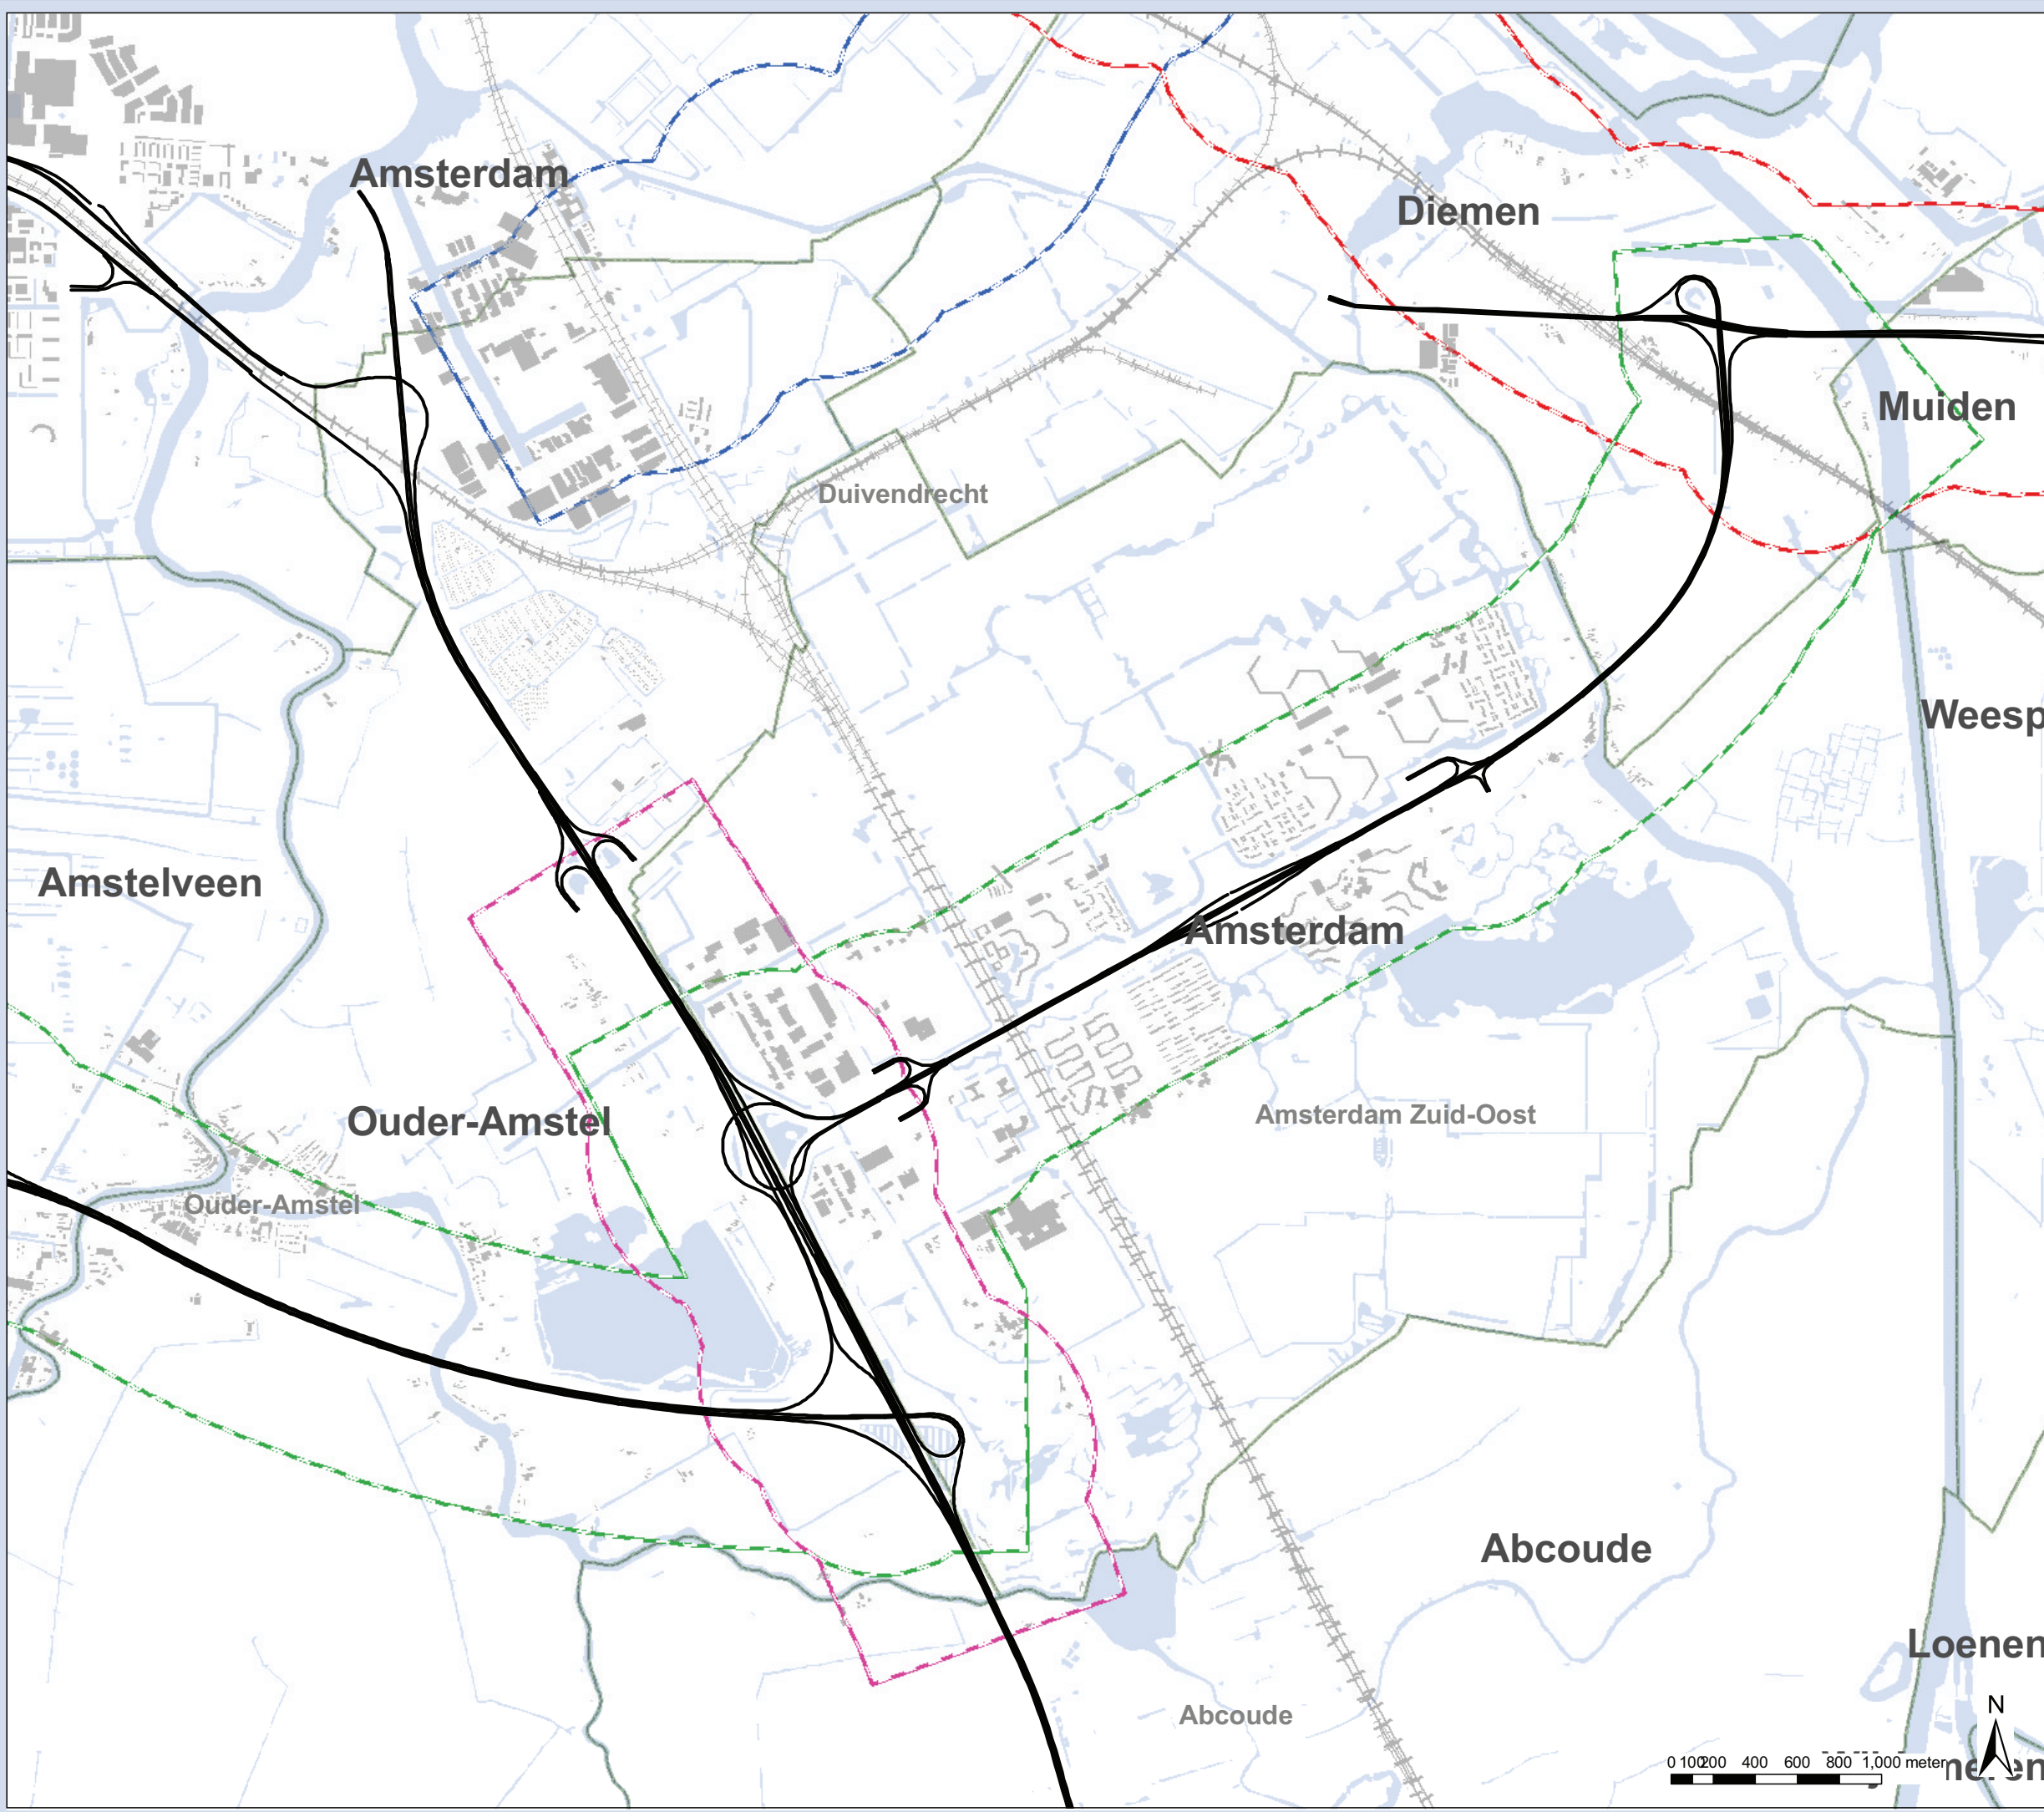 Amsterdam
Diemen
Muiden
Duivendrecht
Weesp
Amstelveen
Amsterdam
Ouder-Amstel
Amsterdam Zuid-Oost
Ouder-Amstel
Abcoude
Loenen
Abcoude
N
0 100 200 400 600 800 1,000 meter